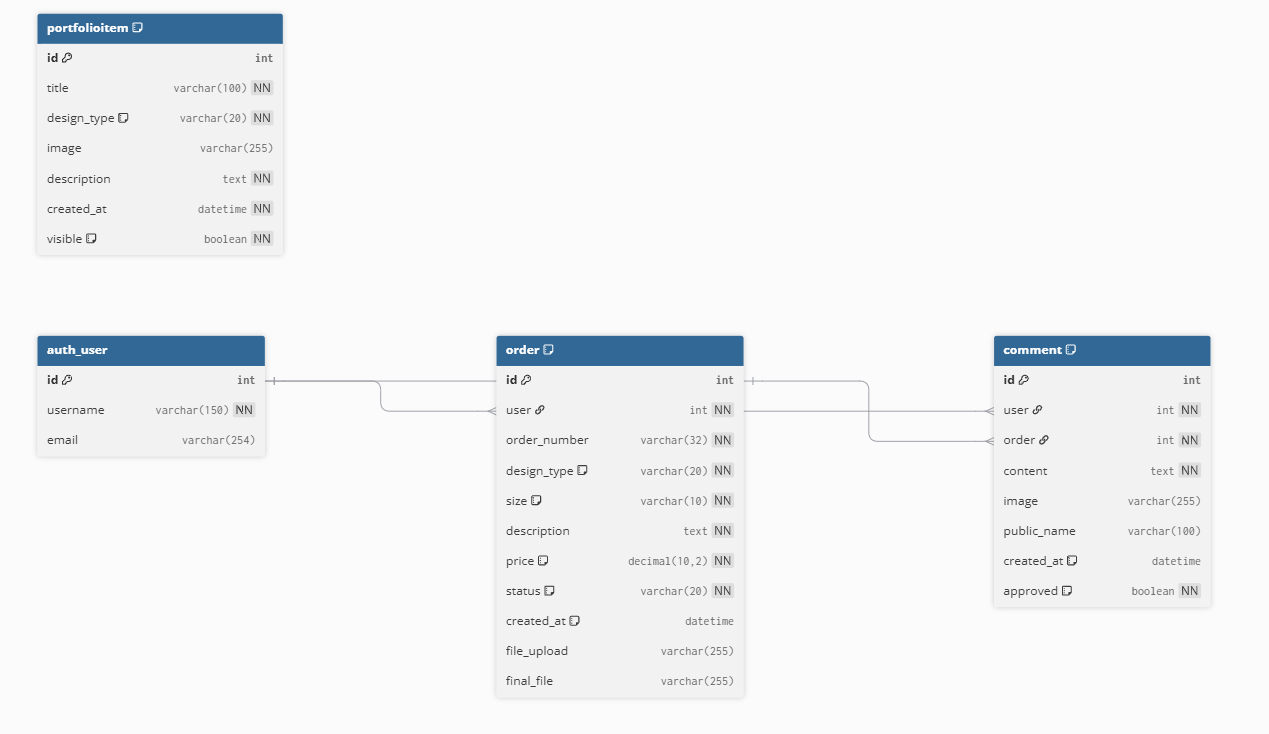 portfolioitem
id int
title varchar(100) NN
design_type varchar(20) NN
image varchar(255)
description text NN
created_at datetime NN
visible boolean NN
auth_user
id int
username varchar(150) NN
email varchar(254)
order
id int
user int NN
order_number varchar(32) NN
design_type varchar(20) NN
size varchar(10) NN
description text NN
price decimal(10,2) NN
status varchar(20) NN
created_at datetime
file_upload varchar(255)
final_file varchar(255)
comment
id int
user int NN
order int NN
content text NN
image varchar(255)
public_name varchar(100)
created_at datetime
approved boolean NN